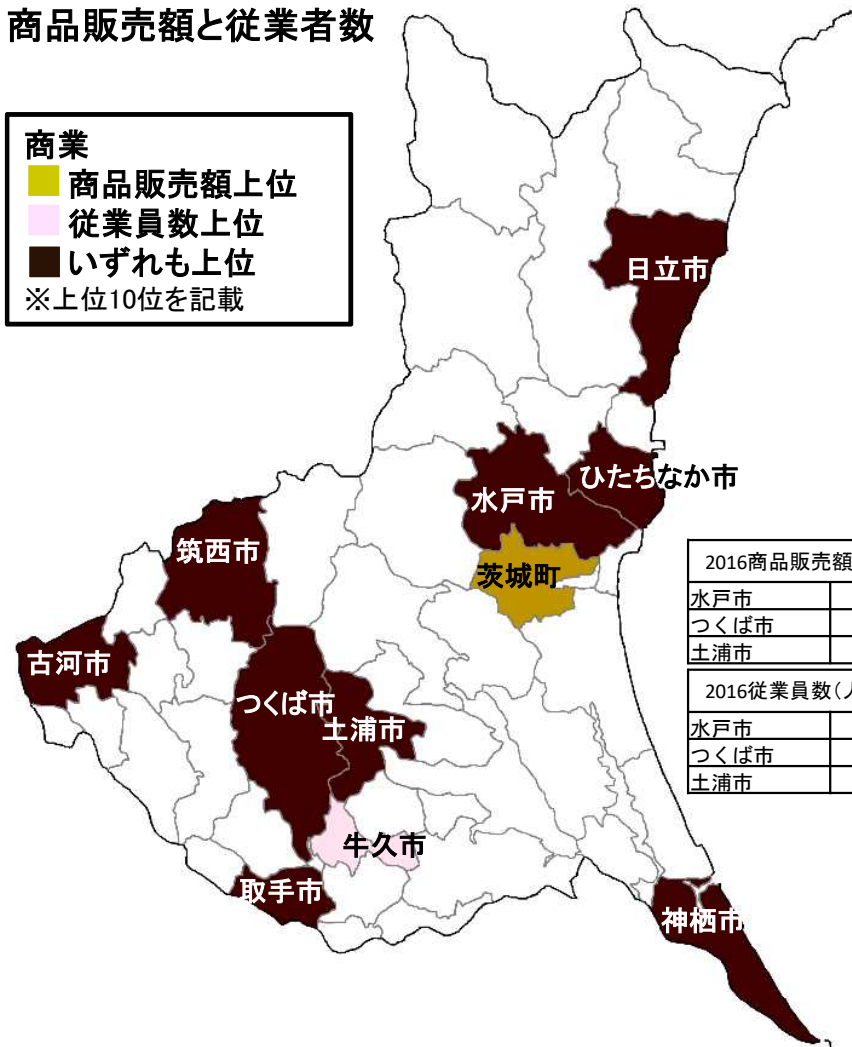 商品販売額と従業者数
商業
商品販売額上位
従業員数上位
いずれも上位
※上位10位を記載
日立市
ひたちなか市
水戸市
茨城町
筑西市
古河市
つくば市
土浦市
牛久市
取手市
神栖市
2016商品販売額
水戸市
つくば市
土浦市
2016従業員数(人
水戸市
つくば市
土浦市